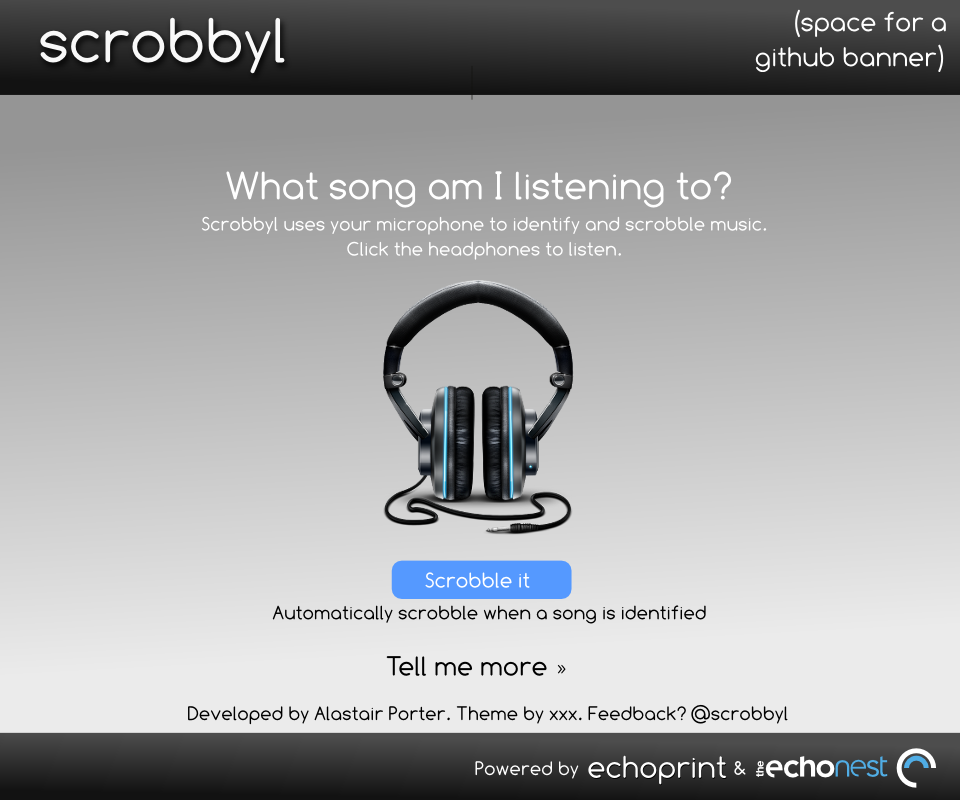 scrobbyl
(space for a
github banner)
What song am I listening to?
Scrobbyl uses your microphone to identify and scrobble music.
Click the headphones to listen.
Scrobble it
Automatically scrobble when a song is identified
Tell me more »
Developed by Alastair Porter. Theme by xxx. Feedback? @scrobbyl
Powered by echoprint & the echonest